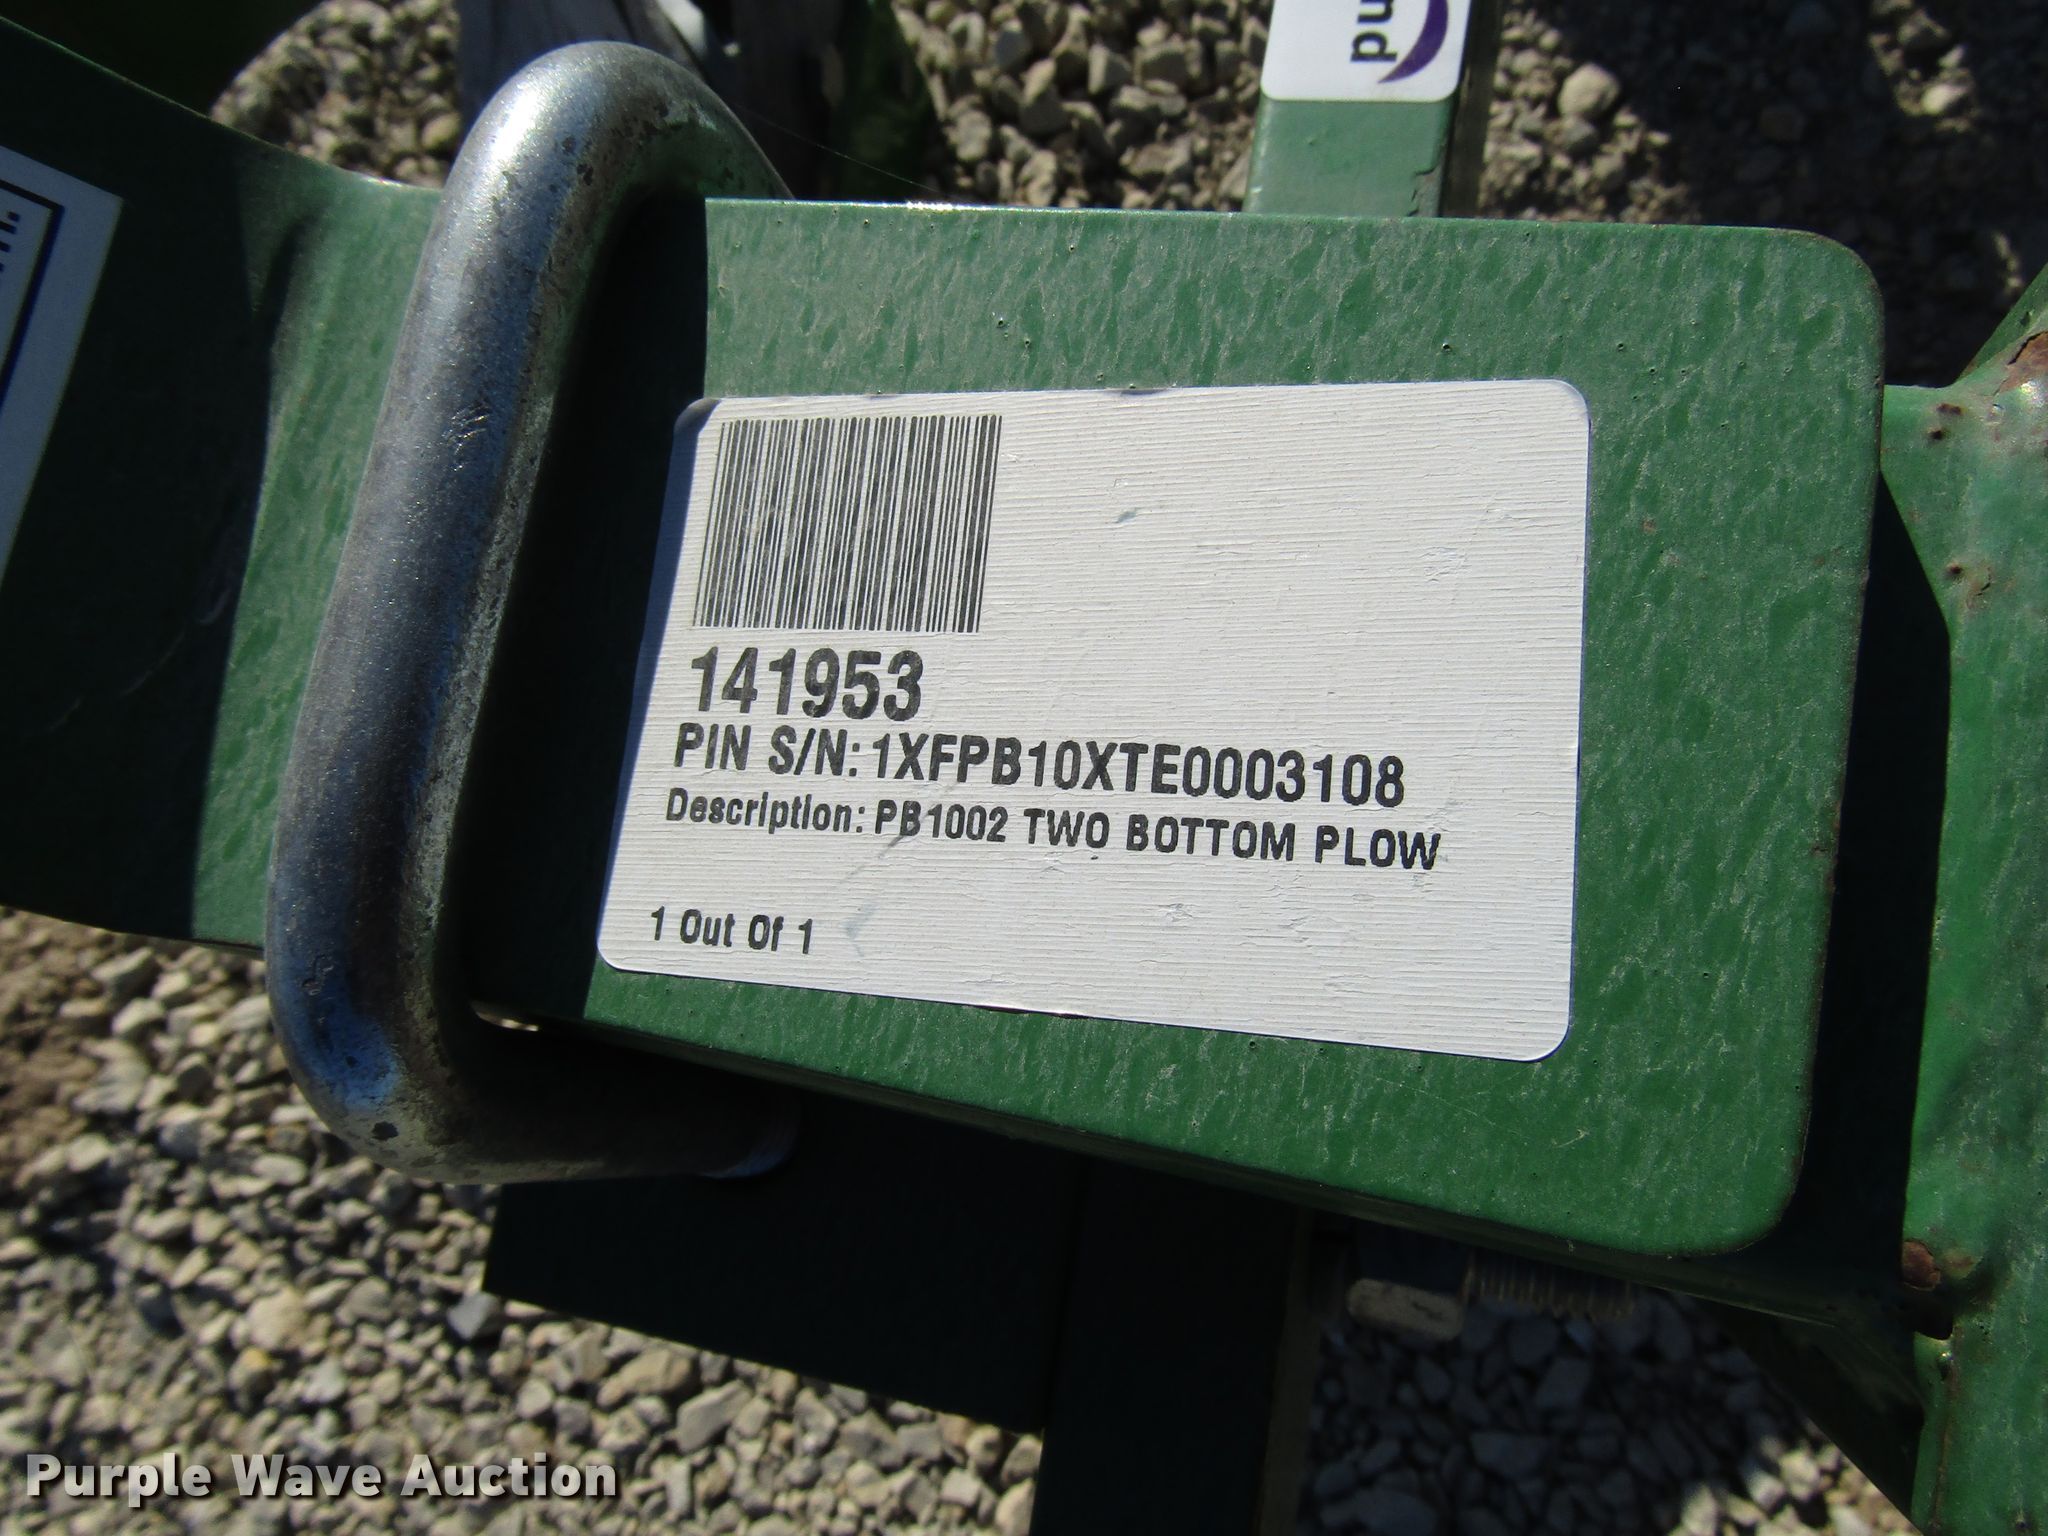 141953
PIN S/N: 1XFPB10XTE0003108
Description: PB1002 TWO BOTTOM PLOW
1 Out Of 1
Purple Wave Auction